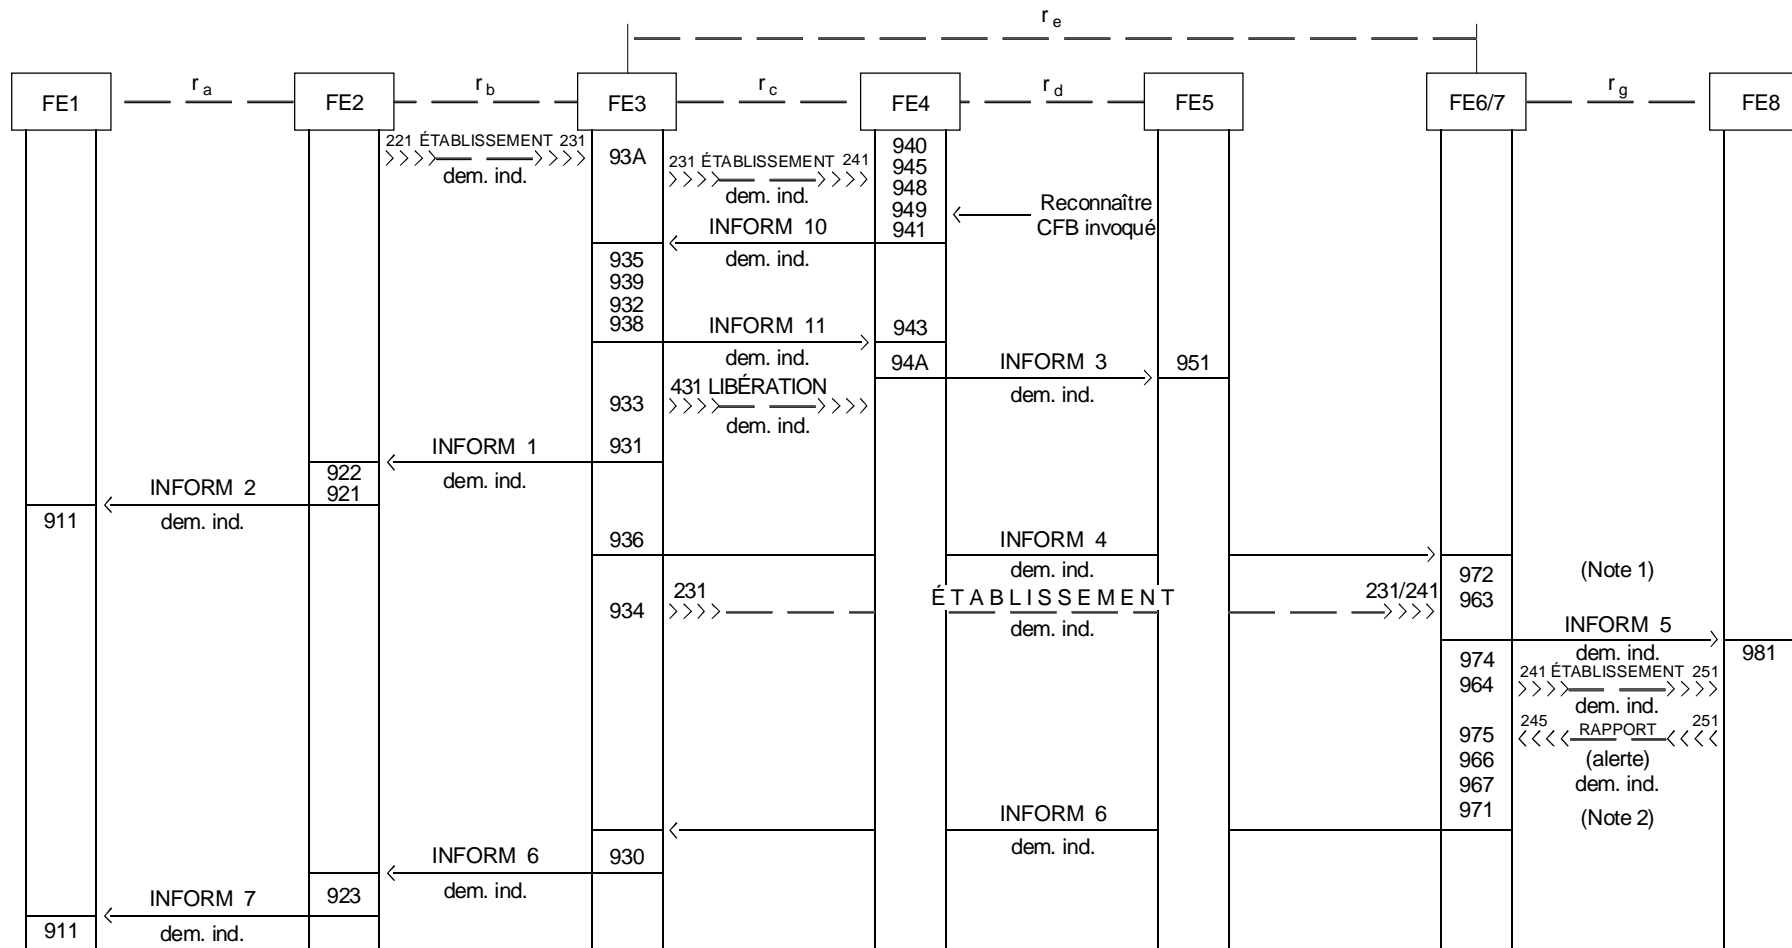 r e
r a
r b
r c
r d
r g
FE1
FE2
FE3
FE4
FE5
FE6/7
FE8
221 ÉTABLISSEMENT 231
dem. ind.
93A
231 ÉTABLISSEMENT 241
dem. ind.
940
945
948
949
941
Reconnaître
CFB invoqué
INFORM 10
dem. ind.
935
939
932
938
INFORM 11
dem. ind.
943
94A
INFORM 3
dem. ind.
951
933
431 LIBÉRATION
dem. ind.
931
INFORM 1
dem. ind.
922
921
INFORM 2
dem. ind.
911
936
INFORM 4
dem. ind.
972
963
(Note 1)
934
231
ÉTABLISSEMENT
231/241
dem. ind.
INFORM 5
dem. ind.
981
974
964
241 ÉTABLISSEMENT 251
dem. ind.
975
966
967
971
245 RAPPORT 251
(alerte)
dem. ind.
(Note 2)
INFORM 6
dem. ind.
930
INFORM 6
dem. ind.
923
INFORM 7
dem. ind.
911